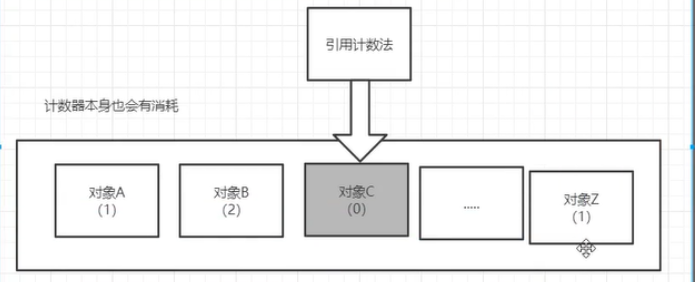 引用计数法
计数器本身也会有消耗
对象A
(1)
对象B
(2)
对象C
(0)
.....
对象Z
(1)